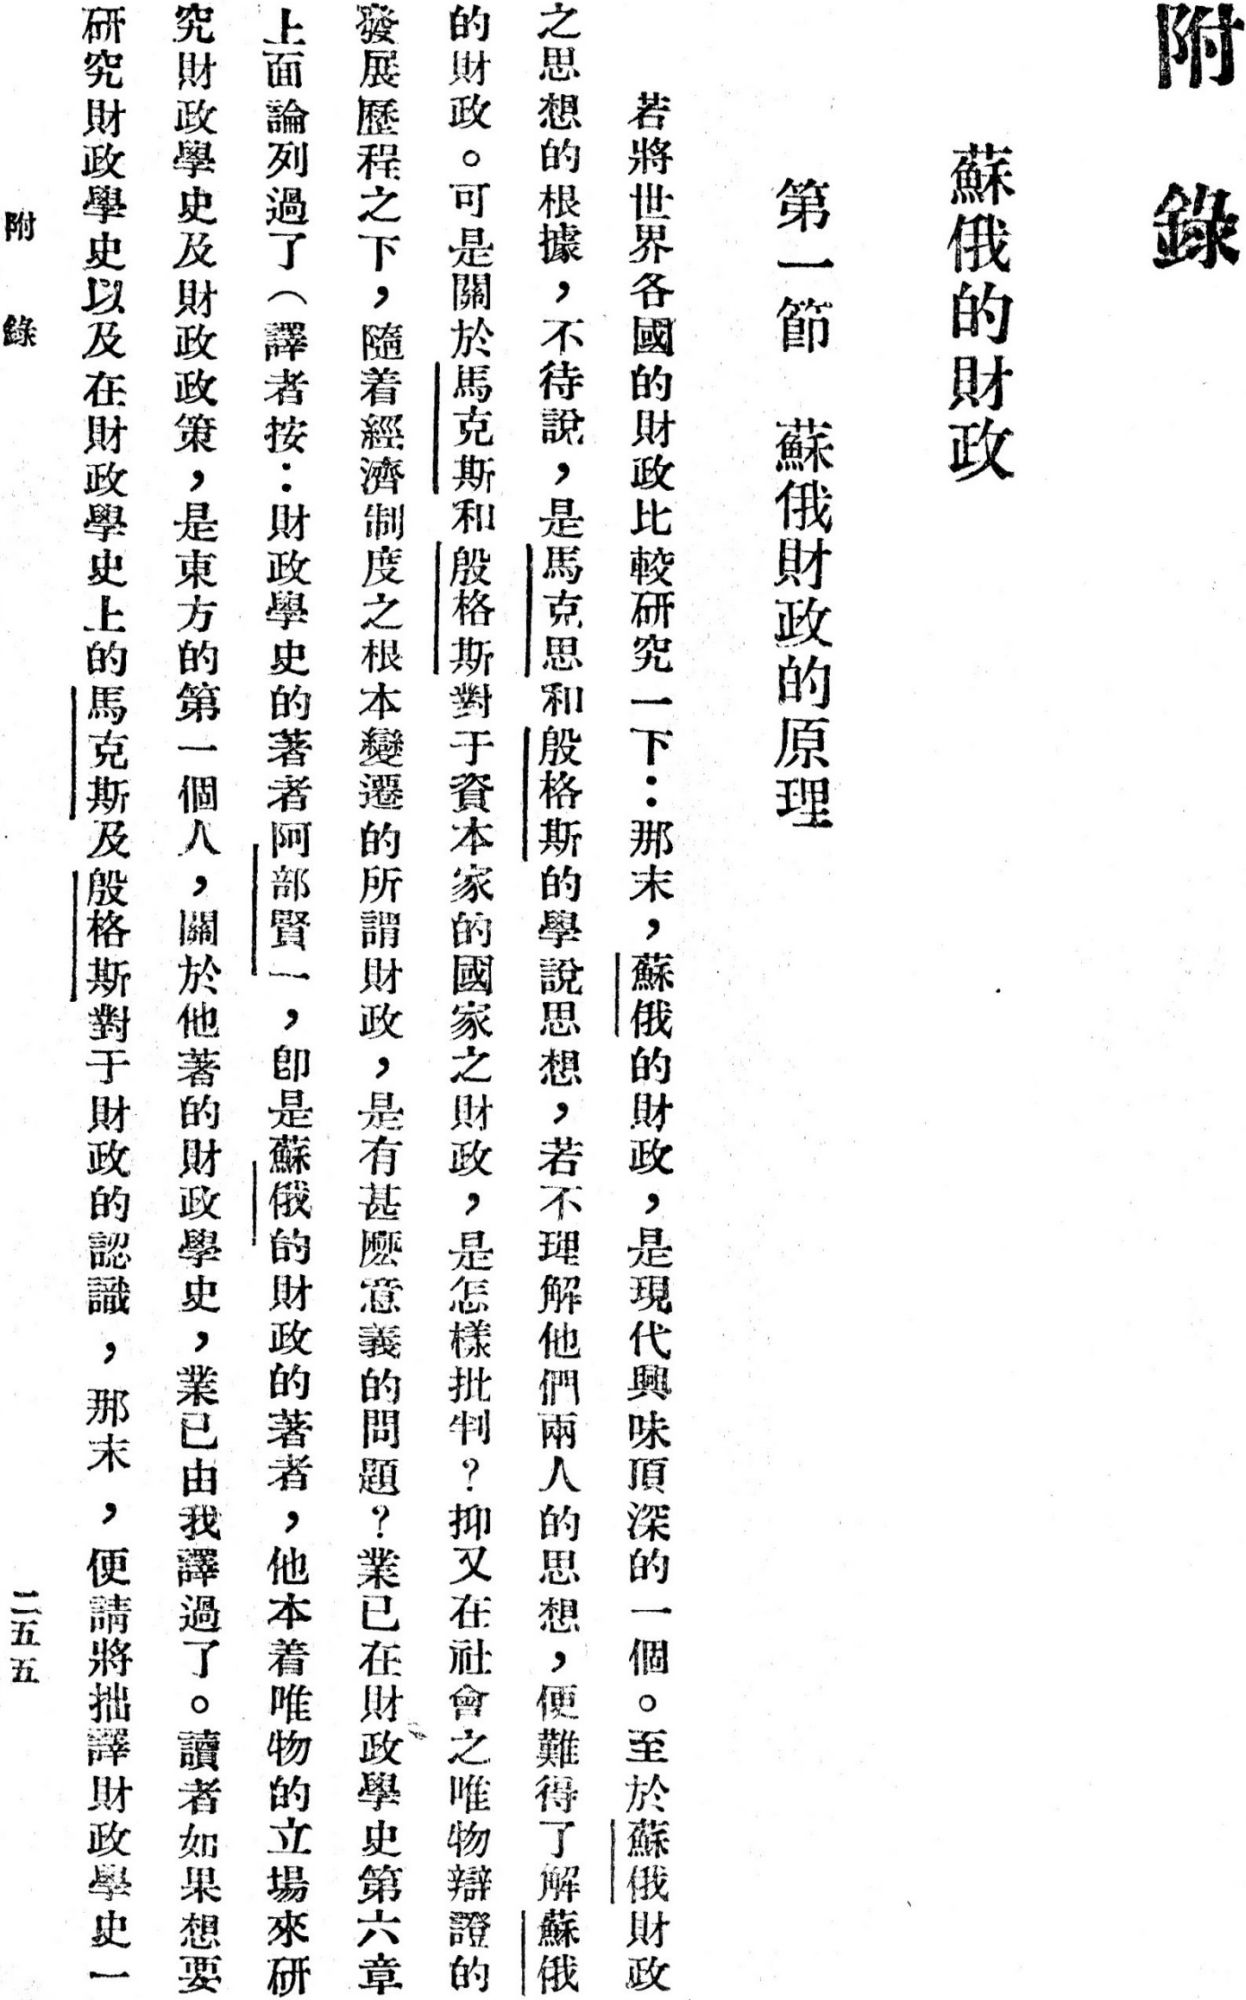 附錄
蘇俄的財政
第一節　蘇俄財政的原理
若將世界各國的財政比較研究一下：那末，蘇俄的財政，是現代興味頂深的一個。至於蘇俄財政
之思想的根據，不待說，是馬克思和殷格斯的學說思想，若不理解他們兩人的思想，便難得了解蘇俄
的財政。可是關於馬克斯和殷格斯對于資本家的國家之財政，是怎樣批判？抑又在社會之唯物辯證的
發展歷程之下，隨着經濟制度之根本變遷的所謂財政，是有甚麼意義的問題？業已在財政學史第六章
上面論列過了（譯者按：財政學史的著者阿部賢一，卽是蘇俄的財政的著者，他本着唯物的立場來研
究財政學史及財政政策，是東方的第一個人，關於他著的財政學史，業已由我譯過了。讀者如果想要
研究財政學史以及在財政學史上的馬克斯及殷格斯對于財政的認識，那末，便請將拙譯財政學史一
附錄
二五五